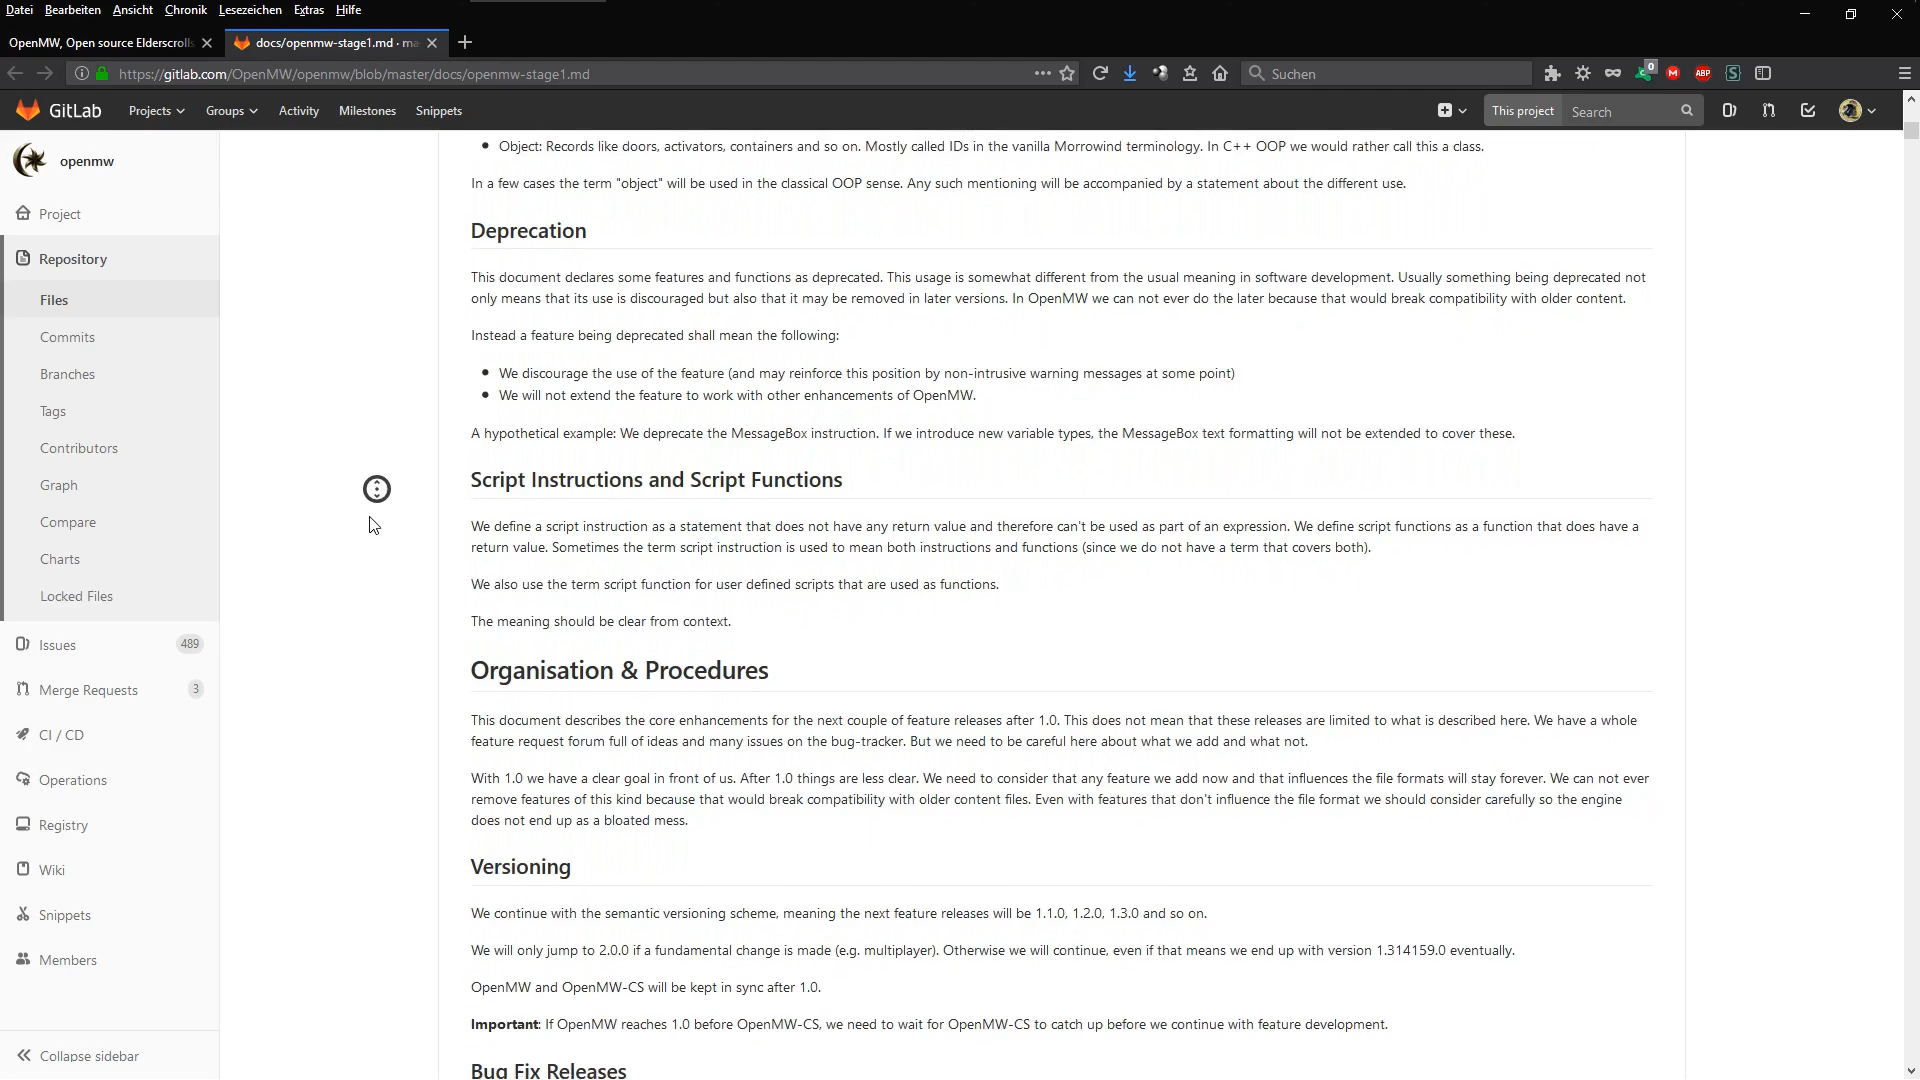 Datei Bearbeiten Ansicht Chronik Lesezeichen Extras Hilfe
OpenMW, Open source Elderscrolls
docs/openmw-stage1.md · ma
https://gitlab.com/OpenMW/openmw/blob/master/docs/openmw-stage1.md
Suchen
0
M
ABP
S
GitLab Projects Groups Activity Milestones Snippets
This project Search
openmw
Project
Repository
Files
Commits
Branches
Tags
Contributors
Graph
Compare
Charts
Locked Files
Issues 489
Merge Requests 3
CI / CD
Operations
Registry
Wiki
Snippets
Members
Collapse sidebar
Object: Records like doors, activators, containers and so on. Mostly called IDs in the vanilla Morrowind terminology. In C++ OOP we would rather call this a class.
In a few cases the term "object" will be used in the classical OOP sense. Any such mentioning will be accompanied by a statement about the different use.
Deprecation
This document declares some features and functions as deprecated. This usage is somewhat different from the usual meaning in software development. Usually something being deprecated not
only means that its use is discouraged but also that it may be removed in later versions. In OpenMW we can not ever do the later because that would break compatibility with older content.
Instead a feature being deprecated shall mean the following:
We discourage the use of the feature (and may reinforce this position by non-intrusive warning messages at some point)
We will not extend the feature to work with other enhancements of OpenMW.
A hypothetical example: We deprecate the MessageBox instruction. If we introduce new variable types, the MessageBox text formatting will not be extended to cover these.
Script Instructions and Script Functions
We define a script instruction as a statement that does not have any return value and therefore can't be used as part of an expression. We define script functions as a function that does have a
return value. Sometimes the term script instruction is used to mean both instructions and functions (since we do not have a term that covers both).
We also use the term script function for user defined scripts that are used as functions.
The meaning should be clear from context.
Organisation & Procedures
This document describes the core enhancements for the next couple of feature releases after 1.0. This does not mean that these releases are limited to what is described here. We have a whole
feature request forum full of ideas and many issues on the bug-tracker. But we need to be careful here about what we add and what not.
With 1.0 we have a clear goal in front of us. After 1.0 things are less clear. We need to consider that any feature we add now and that influences the file formats will stay forever. We can not ever
remove features of this kind because that would break compatibility with older content files. Even with features that don't influence the file format we should consider carefully so the engine
does not end up as a bloated mess.
Versioning
We continue with the semantic versioning scheme, meaning the next feature releases will be 1.1.0, 1.2.0, 1.3.0 and so on.
We will only jump to 2.0.0 if a fundamental change is made (e.g. multiplayer). Otherwise we will continue, even if that means we end up with version 1.314159.0 eventually.
OpenMW and OpenMW-CS will be kept in sync after 1.0.
Important: If OpenMW reaches 1.0 before OpenMW-CS, we need to wait for OpenMW-CS to catch up before we continue with feature development.
Bug Fix Releases